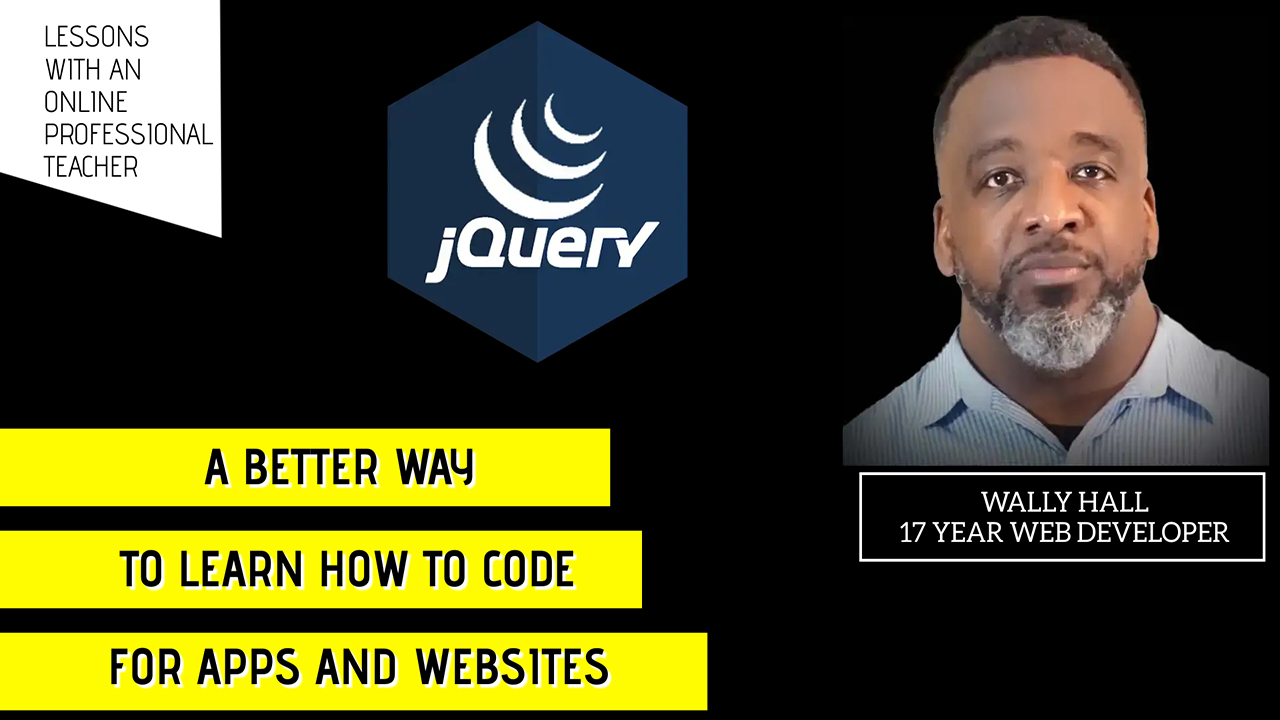 LESSONS
WITH AN
ONLINE
PROFESSIONAL
TEACHER
jQuery
A BETTER WAY
TO LEARN HOW TO CODE
FOR APPS AND WEBSITES
WALLY HALL
17 YEAR WEB DEVELOPER